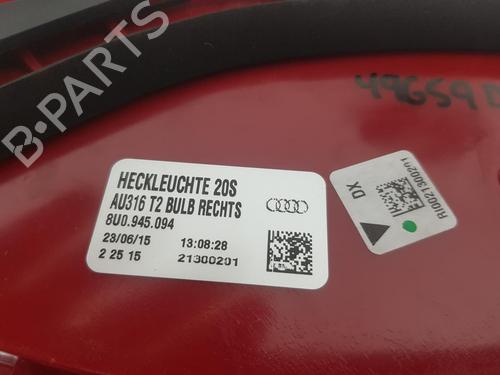 B-PARTS
HECKLEUCHTE 20S
AU316 T2 BULB RECHTS
8U0.945.094
23/06/15 13:08:28
2 25 15 21300201
DX